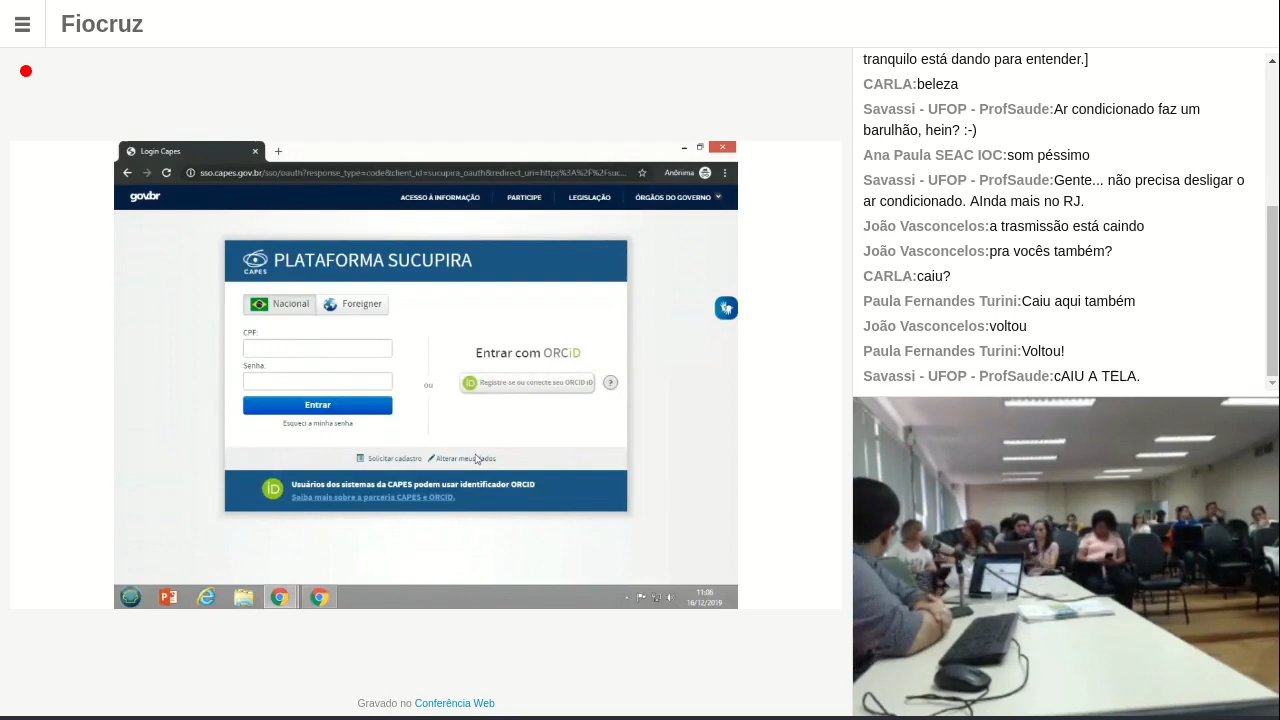 Fiocruz
Login Capes
sso.capes.gov.br/sso/oauth?response_type=code&client_id=sucupira_oauth&redirect_uri=https%3A%2F%2Fsuc...
Anônima
gov.br
ACESSO À INFORMAÇÃO
PARTICIPE
LEGISLAÇÃO
ÓRGÃOS DO GOVERNO
CAPES
PLATAFORMA SUCUPIRA
Nacional
Foreigner
CPF:
Senha:
Entrar
Esqueci a minha senha
ou
Entrar com ORCiD
iD Registre-se ou conecte seu ORCID iD
?
Solicitar cadastro
Alterar meus dados
iD
Usuários dos sistemas da CAPES podem usar identificador ORCID
Saiba mais sobre a parceria CAPES e ORCID.
11:06
16/12/2019
Gravado no Conferência Web
tranquilo está dando para entender.]
CARLA:beleza
Savassi - UFOP - ProfSaude:Ar condicionado faz um
barulhão, hein? :-)
Ana Paula SEAC IOC:som péssimo
Savassi - UFOP - ProfSaude:Gente... não precisa desligar o
ar condicionado. AInda mais no RJ.
João Vasconcelos:a trasmissão está caindo
João Vasconcelos:pra vocês também?
CARLA:caiu?
Paula Fernandes Turini:Caiu aqui também
João Vasconcelos:voltou
Paula Fernandes Turini:Voltou!
Savassi - UFOP - ProfSaude:cAIU A TELA.